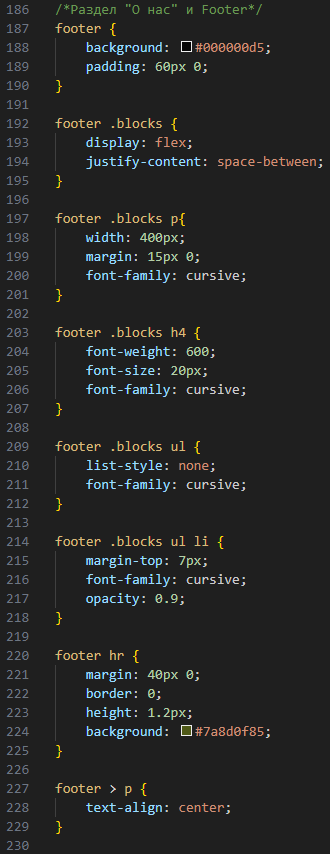 186 /*Раздел "О нас" и Footer*/
187 footer {
188 background: #000000d5;
189 padding: 60px 0;
190 }
191
192 footer .blocks {
193 display: flex;
194 justify-content: space-between;
195 }
196
197 footer .blocks p{
198 width: 400px;
199 margin: 15px 0;
200 font-family: cursive;
201 }
202
203 footer .blocks h4 {
204 font-weight: 600;
205 font-size: 20px;
206 font-family: cursive;
207 }
208
209 footer .blocks ul {
210 list-style: none;
211 font-family: cursive;
212 }
213
214 footer .blocks ul li {
215 margin-top: 7px;
216 font-family: cursive;
217 opacity: 0.9;
218 }
219
220 footer hr {
221 margin: 40px 0;
222 border: 0;
223 height: 1.2px;
224 background: #7a8d0f85;
225 }
226
227 footer > p {
228 text-align: center;
229 }
230